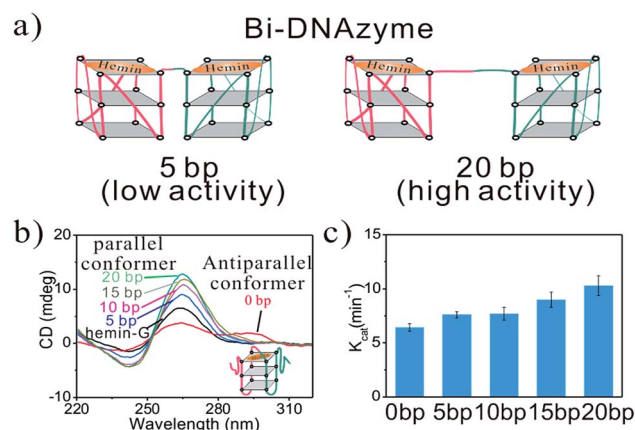 a)
Bi-DNAzyme
Hemin
Hemin
Hemin
Hemin
5 bp
(low activity)
20 bp
(high activity)
b)
20
10
0
-10
CD (mdeg)
parallel
conformer
20 bp
15 bp
10 bp
5 bp
hemin-G
Antiparallel
conformer
0 bp
220
250
280
310
Wavelength (nm)
c)
15
10
5
0
Kcat(min-1)
0bp
5bp
10bp
15bp
20bp